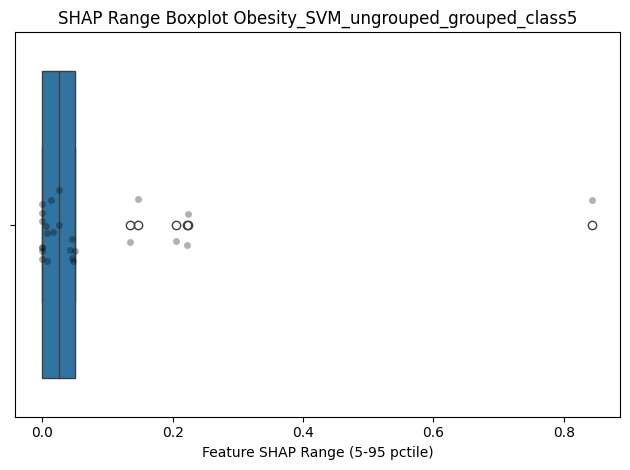 SHAP Range Boxplot Obesity_SVM_ungrouped_grouped_class5
0.0 0.2 0.4 0.6 0.8
Feature SHAP Range (5-95 pctile)